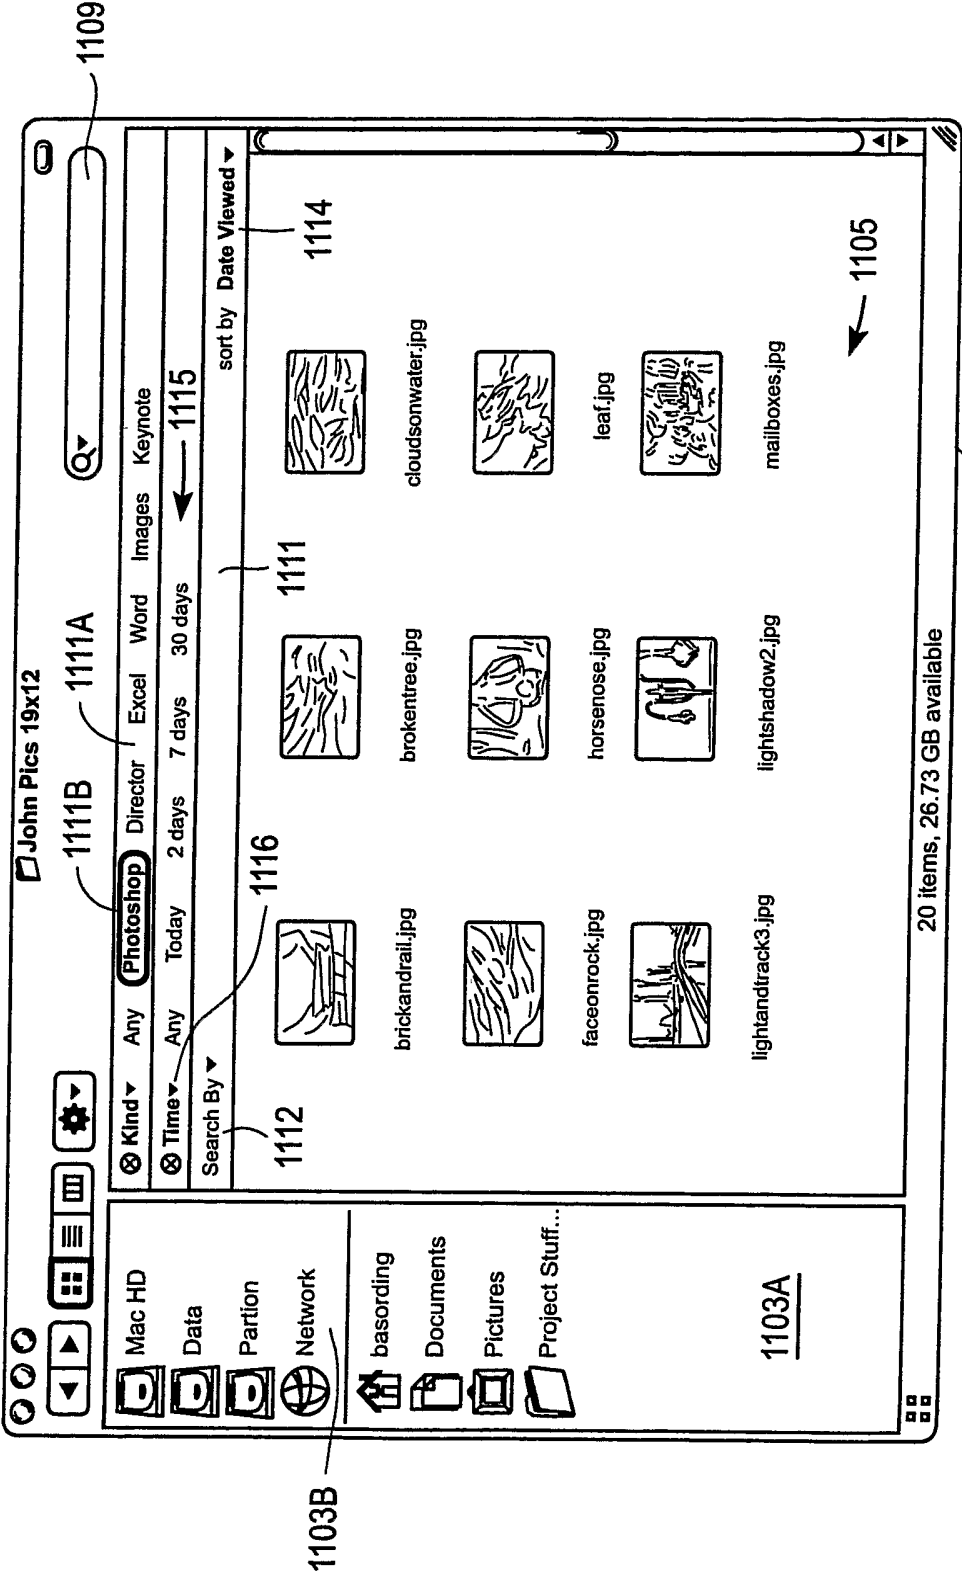 John Pics 19x12
1109
1111B
1111A
Kind Any Photoshop Director Excel Word Images Keynote
Time Any Today 2 days 7 days 30 days
1115
Search By
sort by Date Viewed
1112
1116
1111
1114
Mac HD
Data
Partion
Network
basording
Documents
Pictures
Project Stuff...
1103A
1103B
brickandrail.jpg
brokentree.jpg
cloudsonwater.jpg
faceonrock.jpg
horsenose.jpg
leaf.jpg
lightandtrack3.jpg
lightshadow2.jpg
mailboxes.jpg
1105
20 items, 26.73 GB available